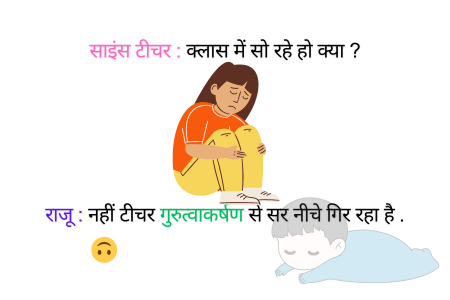 साइंस टीचर : क्लास में सो रहे हो क्या ?
राजू : नहीं टीचर गुरुत्वाकर्षण से सर नीचे गिर रहा है .